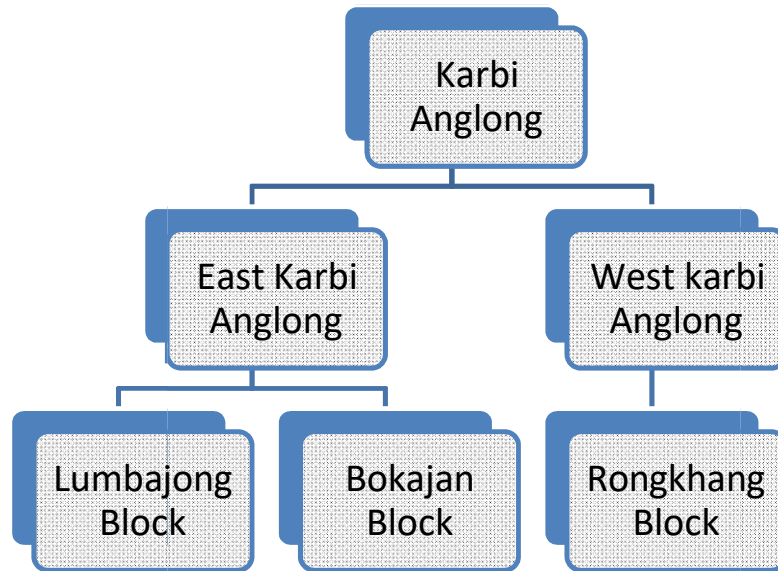 Karbi
Anglong
East Karbi
Anglong
West karbi
Anglong
Lumbajong
Block
Bokajan
Block
Rongkhang
Block